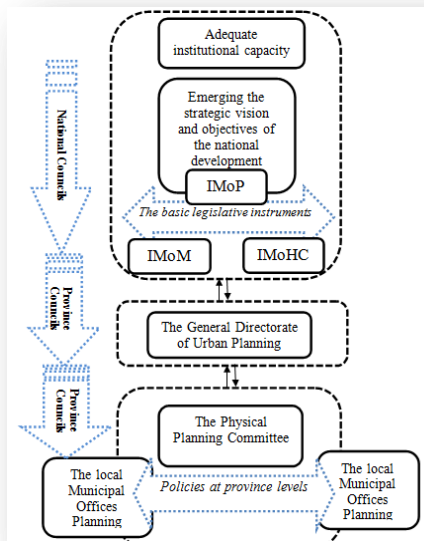 Adequate
institutional capacity
Emerging the
strategic vision
and objectives of
the national
development
IMoP
The basic legislative instruments
IMoM
IMoHC
National Councils
The General Directorate
of Urban Planning
Province
Councils
The Physical
Planning Committee
Province
Councils
Policies at province levels
The local
Municipal
Offices
Planning
The local
Municipal
Offices
Planning